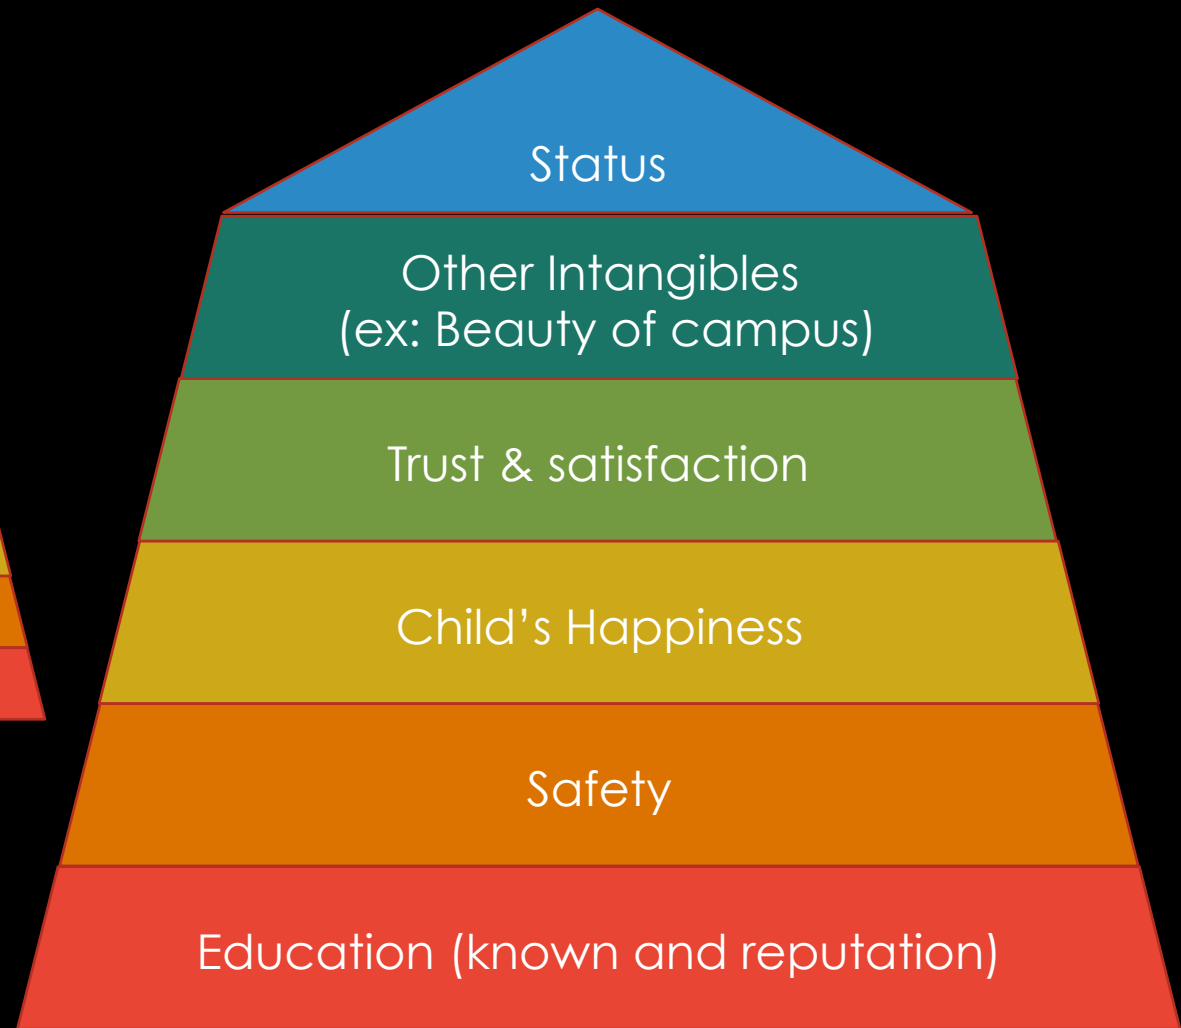 Status
Other Intangibles
(ex: Beauty of campus)
Trust & satisfaction
Child’s Happiness
Safety
Education (known and reputation)